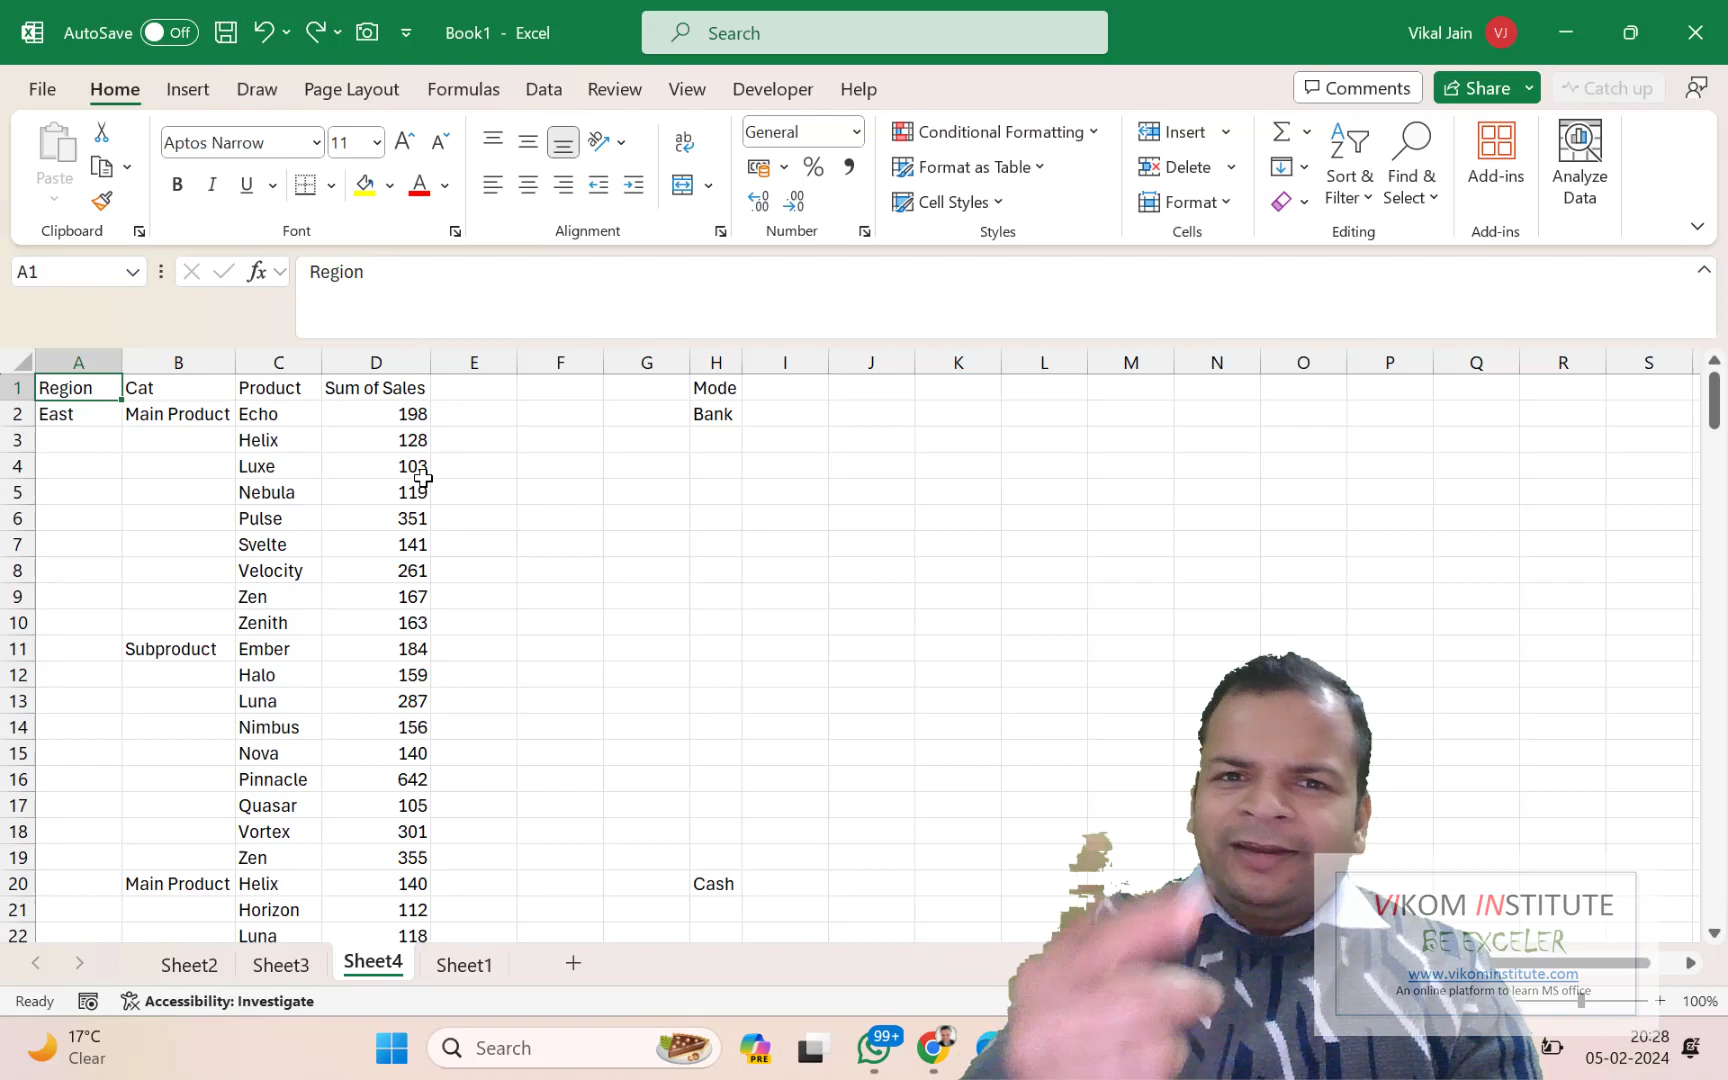 AutoSave Off Book1 - Excel Search Vikal Jain VJ
File Home Insert Draw Page Layout Formulas Data Review View Developer Help Comments Share Catch up
Paste Aptos Narrow 11 General Conditional Formatting Insert
B I U Format as Table Delete Sort & Filter Find & Select Add-ins Analyze Data
Cell Styles Format
Clipboard Font Alignment Number Styles Cells Editing Add-ins
A1 fx Region
A B C D E F G H I J K L M N O P Q R S
1 Region Cat Product Sum of Sales Mode
2 East Main Product Echo 198 Bank
3 Helix 128
4 Luxe 103
5 Nebula 119
6 Pulse 351
7 Svelte 141
8 Velocity 261
9 Zen 167
10 Zenith 163
11 Subproduct Ember 184
12 Halo 159
13 Luna 287
14 Nimbus 156
15 Nova 140
16 Pinnacle 642
17 Quasar 105
18 Vortex 301
19 Zen 355
20 Main Product Helix 140 Cash
21 Horizon 112
22 Luna 118
VIKOM INSTITUTE
BE EXCELER
www.vikominstitute.com
An online platform to learn MS office
Sheet2 Sheet3 Sheet4 Sheet1
Ready Accessibility: Investigate 100%
17°C
Clear
Search PRE 99+
20:28
05-02-2024